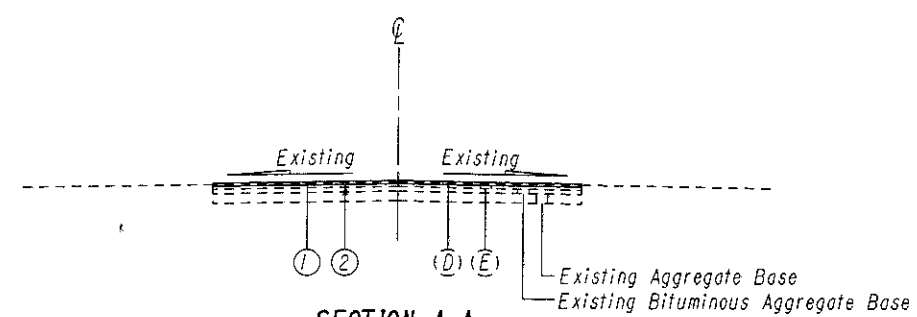 ℄
Existing Existing
1 2 (D) (E)
Existing Aggregate Base
Existing Bituminous Aggregate Base
SECTION A-A